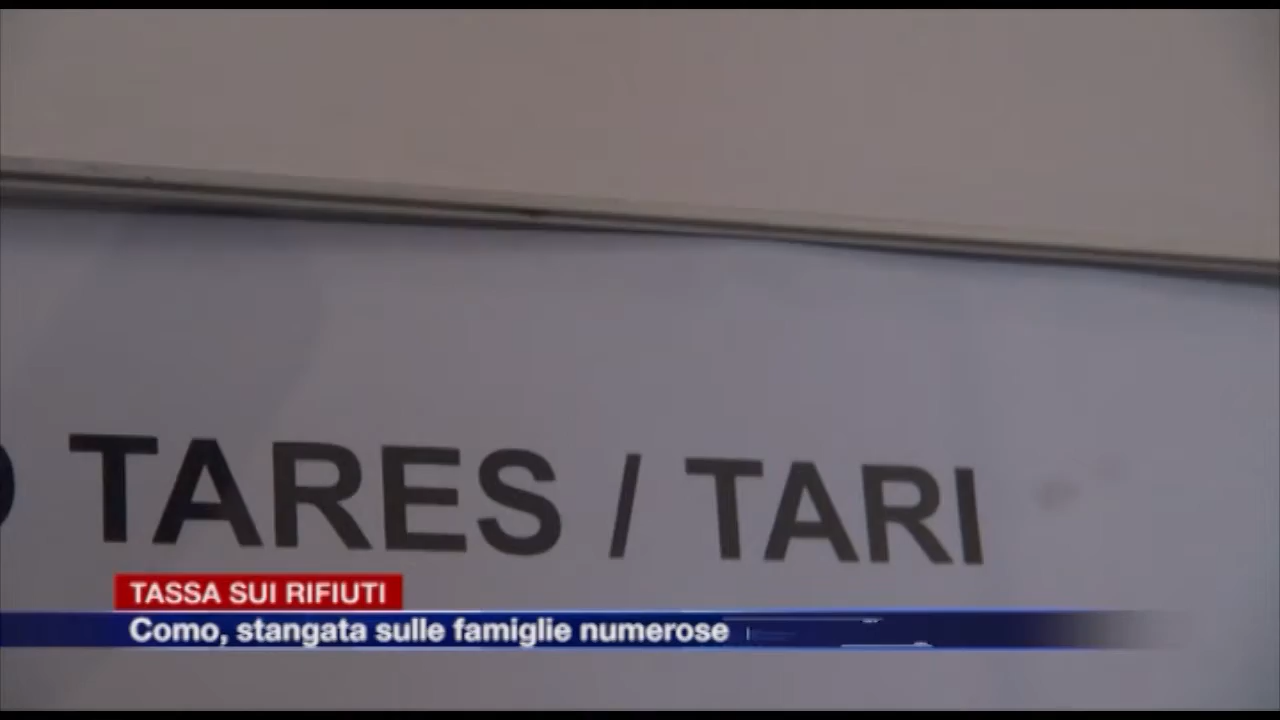 TARES / TARI
TASSA SUI RIFIUTI
Como, stangata sulle famiglie numerose